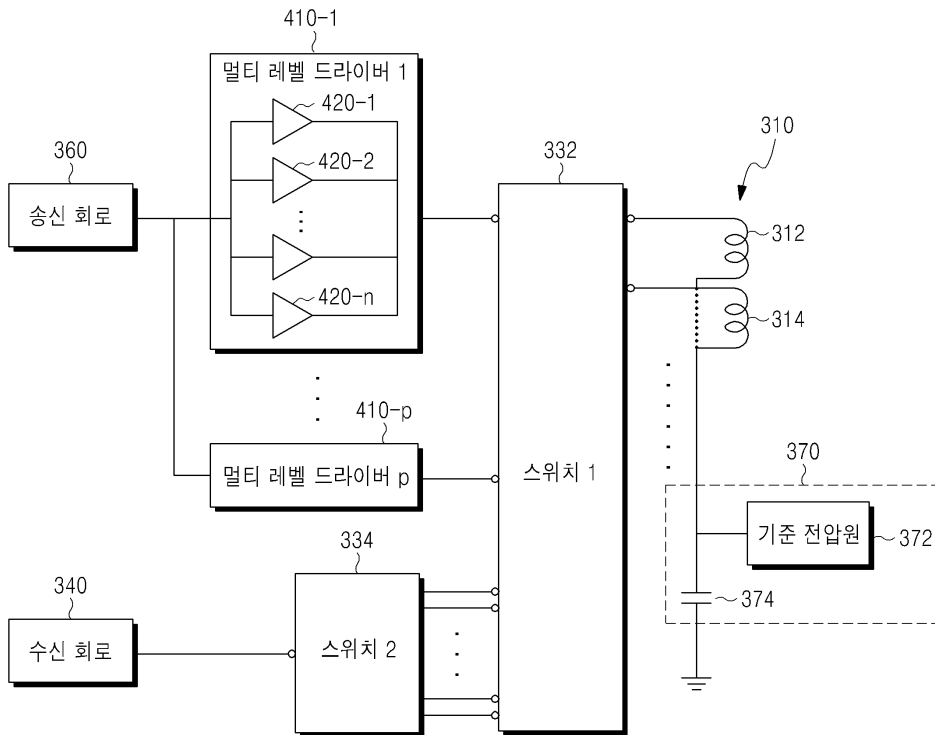 410-1
멀티 레벨 드라이버 1
420-1
420-2
420-n
360
송신 회로
332
310
312
314
410-p
멀티 레벨 드라이버 p
스위치 1
370
기준 전압원
372
374
334
340
수신 회로
스위치 2